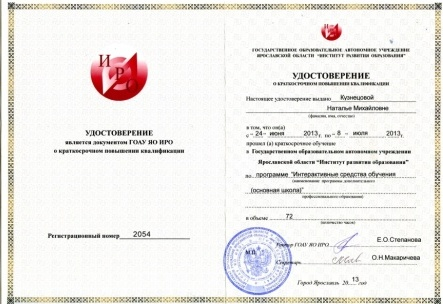 ИРО
УДОСТОВЕРЕНИЕ
является документом ГОАУ ЯО ИРО
о краткосрочном повышении квалификации
Регистрационный номер 2054
ГОСУДАРСТВЕННОЕ ОБРАЗОВАТЕЛЬНОЕ АВТОНОМНОЕ УЧРЕЖДЕНИЕ
ЯРОСЛАВСКОЙ ОБЛАСТИ "ИНСТИТУТ РАЗВИТИЯ ОБРАЗОВАНИЯ"
УДОСТОВЕРЕНИЕ
О КРАТКОСРОЧНОМ ПОВЫШЕНИИ КВАЛИФИКАЦИИ
Настоящее удостоверение выдано Кузнецовой
Наталье Михайловне
(фамилия, имя, отчество)
в том, что он(а)
с - 24 - июня 2013 г. по - 8 - июля 2013 г.
прошел (а) краткосрочное обучение
в Государственном образовательном автономном учреждении
Ярославской области "Институт развития образования"
по программе "Интерактивные средства обучения
(наименование программы дополнительного
(основная школа)"
профессионального образования)
в объеме 72
(количество часов)
М.П.
Ректор ГОАУ ЯО ИРО Е.О.Степанова
Секретарь О.Н.Макаричева
Город Ярославль 20 13 год